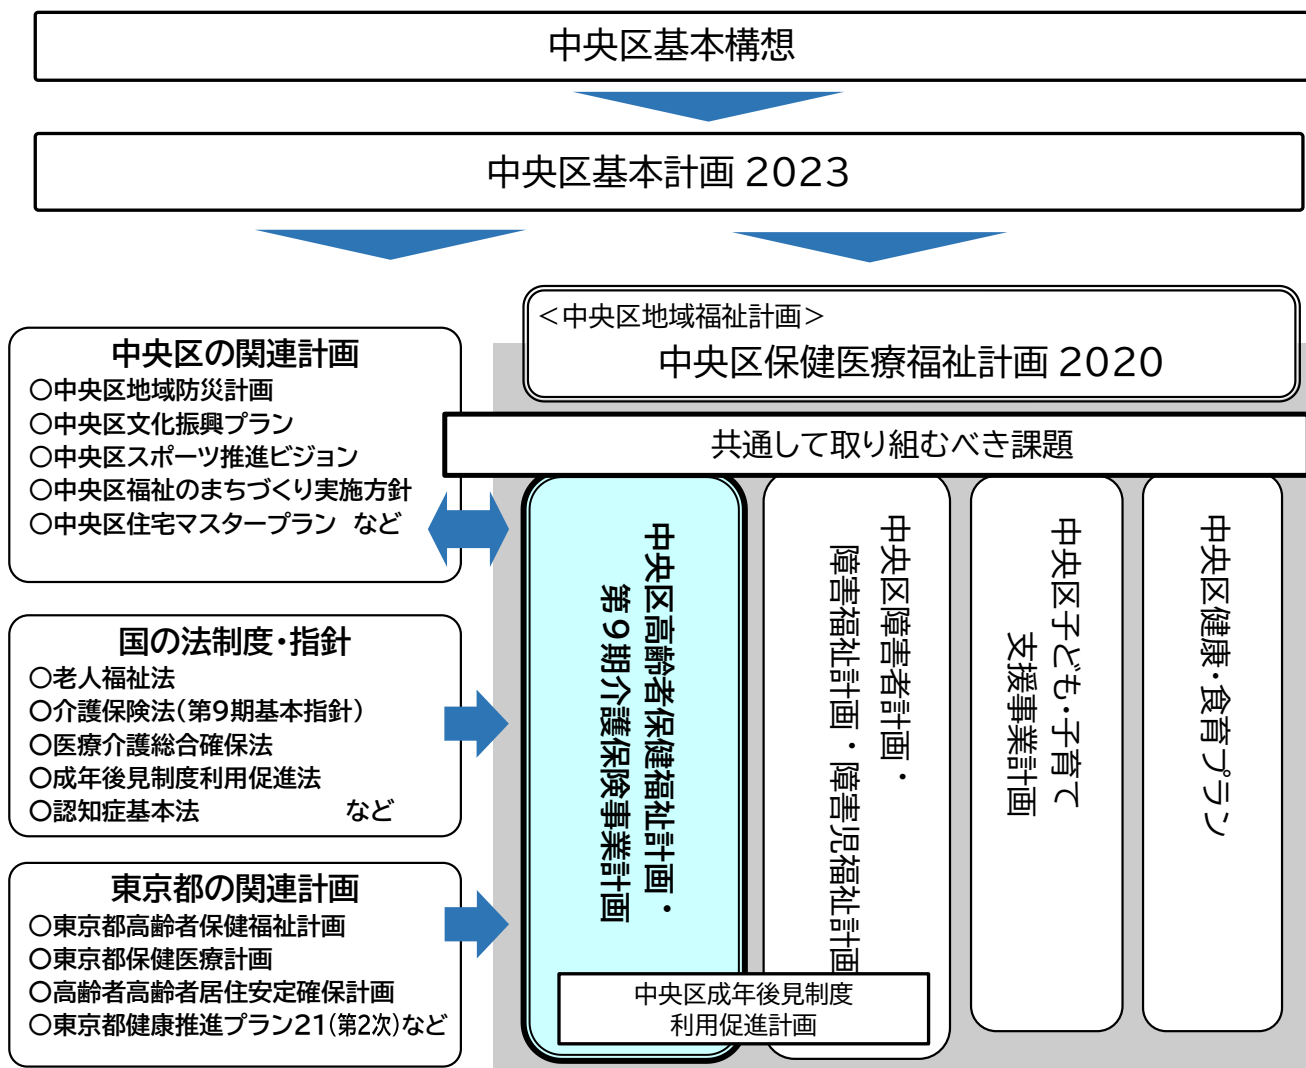 中央区基本構想
中央区基本計画 2023
＜中央区地域福祉計画＞
中央区保健医療福祉計画 2020
共通して取り組むべき課題
中央区の関連計画
○中央区地域防災計画
○中央区文化振興プラン
○中央区スポーツ推進ビジョン
○中央区福祉のまちづくり実施方針
○中央区住宅マスタープラン など
国の法制度・指針
○老人福祉法
○介護保険法（第9期基本指針）
○医療介護総合確保法
○成年後見制度利用促進法
○認知症基本法 など
東京都の関連計画
○東京都高齢者保健福祉計画
○東京都保健医療計画
○高齢者高齢者居住安定確保計画
○東京都健康推進プラン21（第2次）など
中央区高齢者保健福祉計画・
第９期介護保険事業計画
中央区障害者計画・
障害福祉計画・障害児福祉計画
中央区子ども・子育て
支援事業計画
中央区健康・食育プラン
中央区成年後見制度
利用促進計画